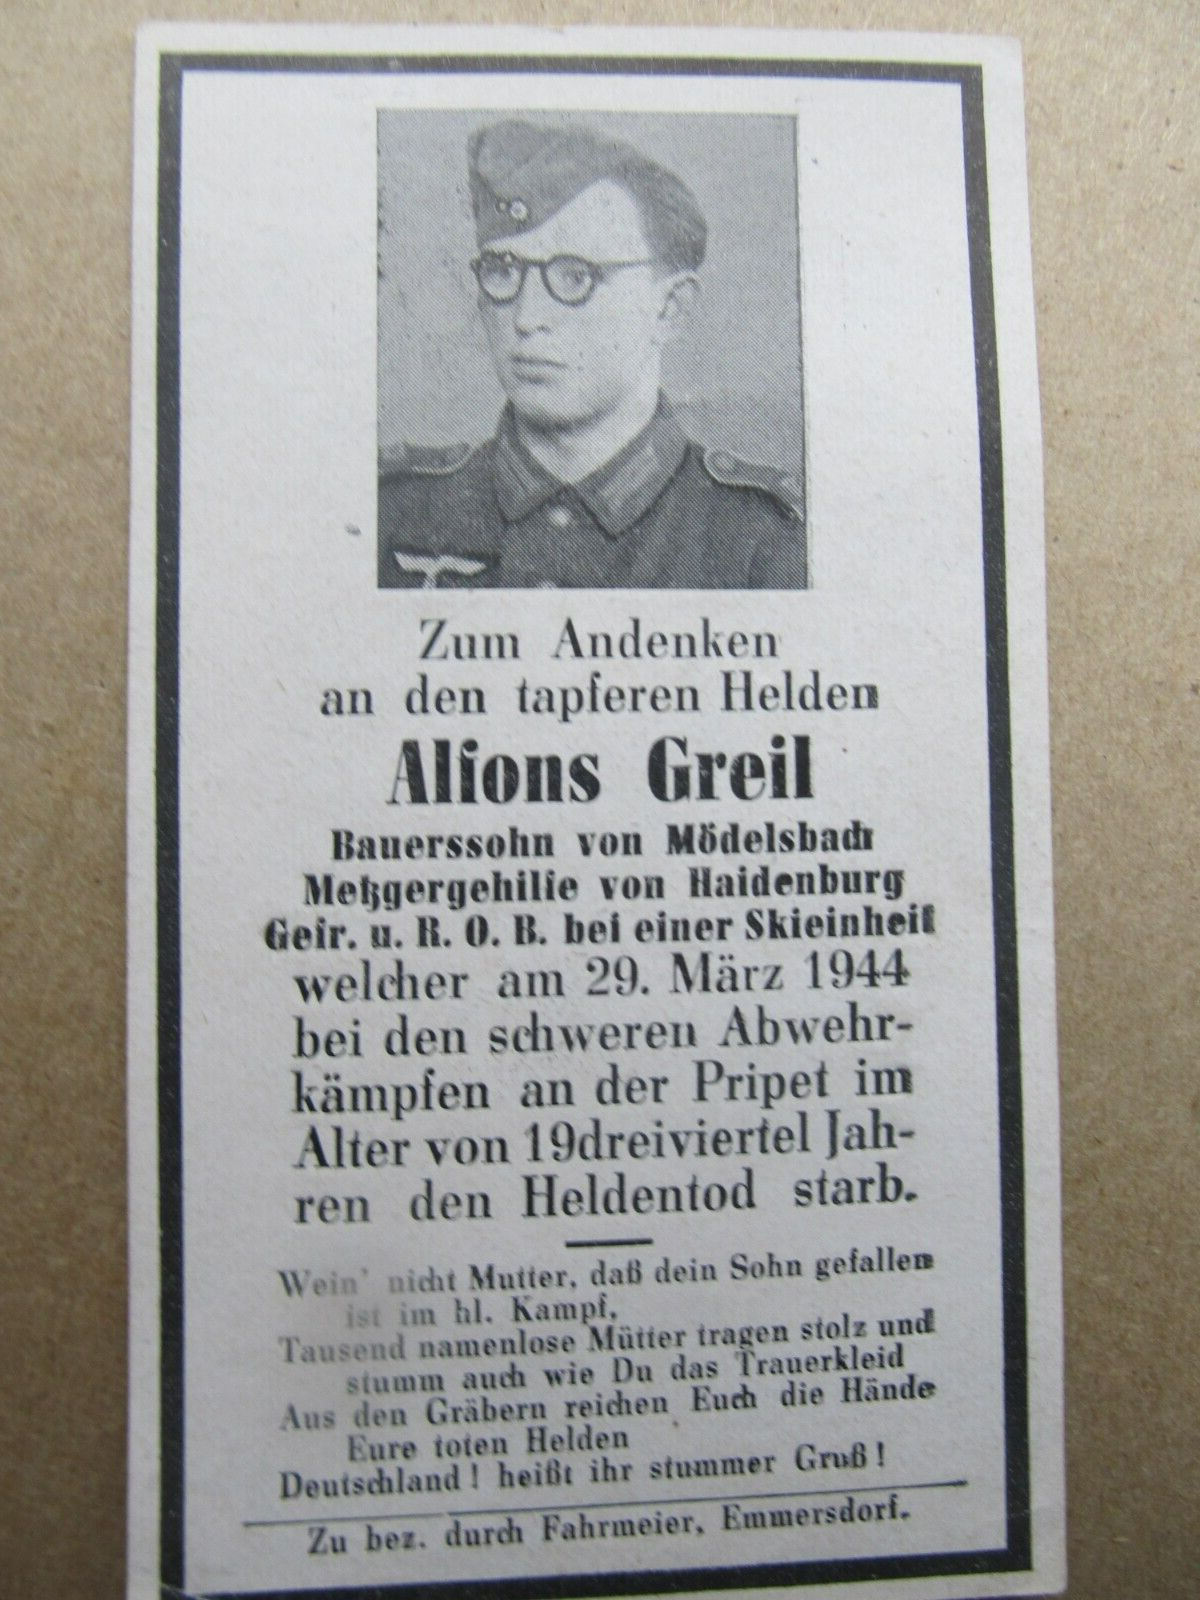 Zum Andenken
an den tapferen Helden
Alfons Greil
Bauerssohn von Mödelsbach
Metzgergehilfe von Haidenburg
Gefr. u. R. O. B. bei einer Skieinheit
welcher am 29. März 1944
bei den schweren Abwehr-
kämpfen an der Pripet im
Alter von 19dreiviertel Jah-
ren den Heldentod starb.
Wein' nicht Mutter, daß dein Sohn gefallen
ist im hl. Kampf,
Tausend namenlose Mütter tragen stolz und
stumm auch wie Du das Trauerkleid
Aus den Gräbern reichen Euch die Hände
Eure toten Helden
Deutschland! heißt ihr stummer Gruß!
Zu bez. durch Fahrmeier, Emmersdorf.